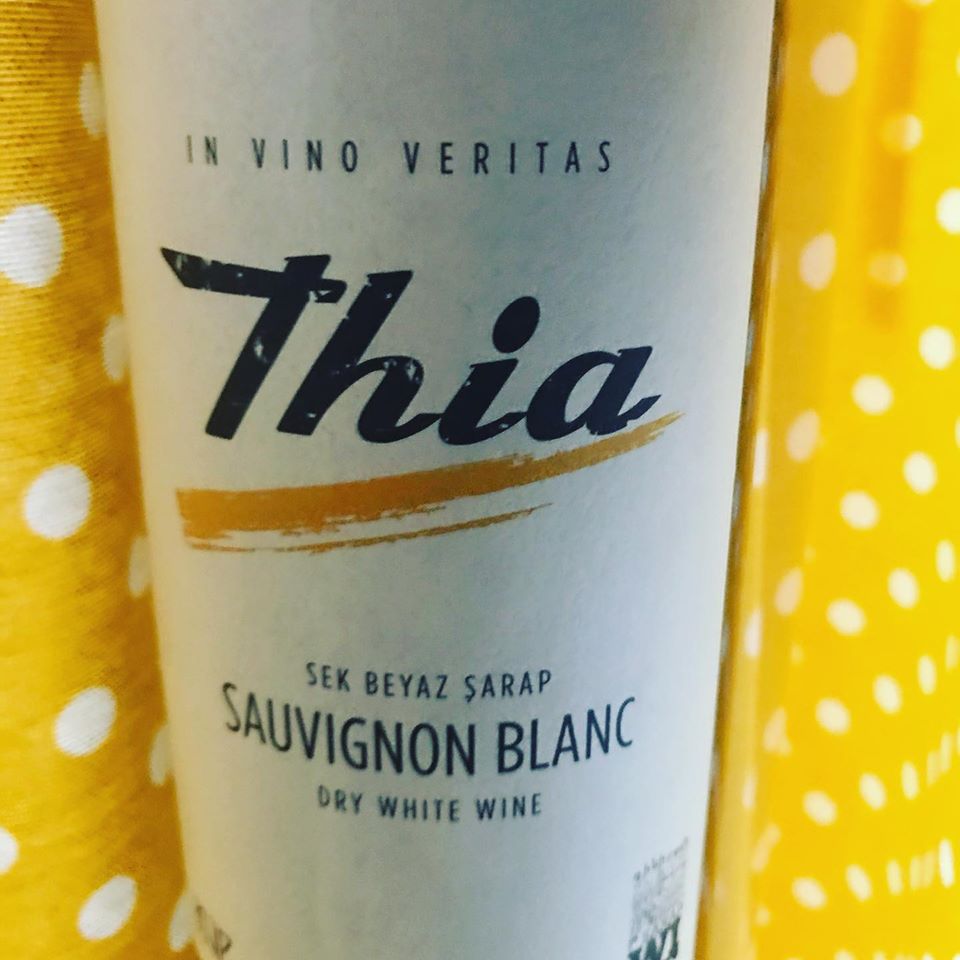 IN VINO VERITAS
Thia
SEK BEYAZ ŞARAP
SAUVIGNON BLANC
DRY WHITE WINE